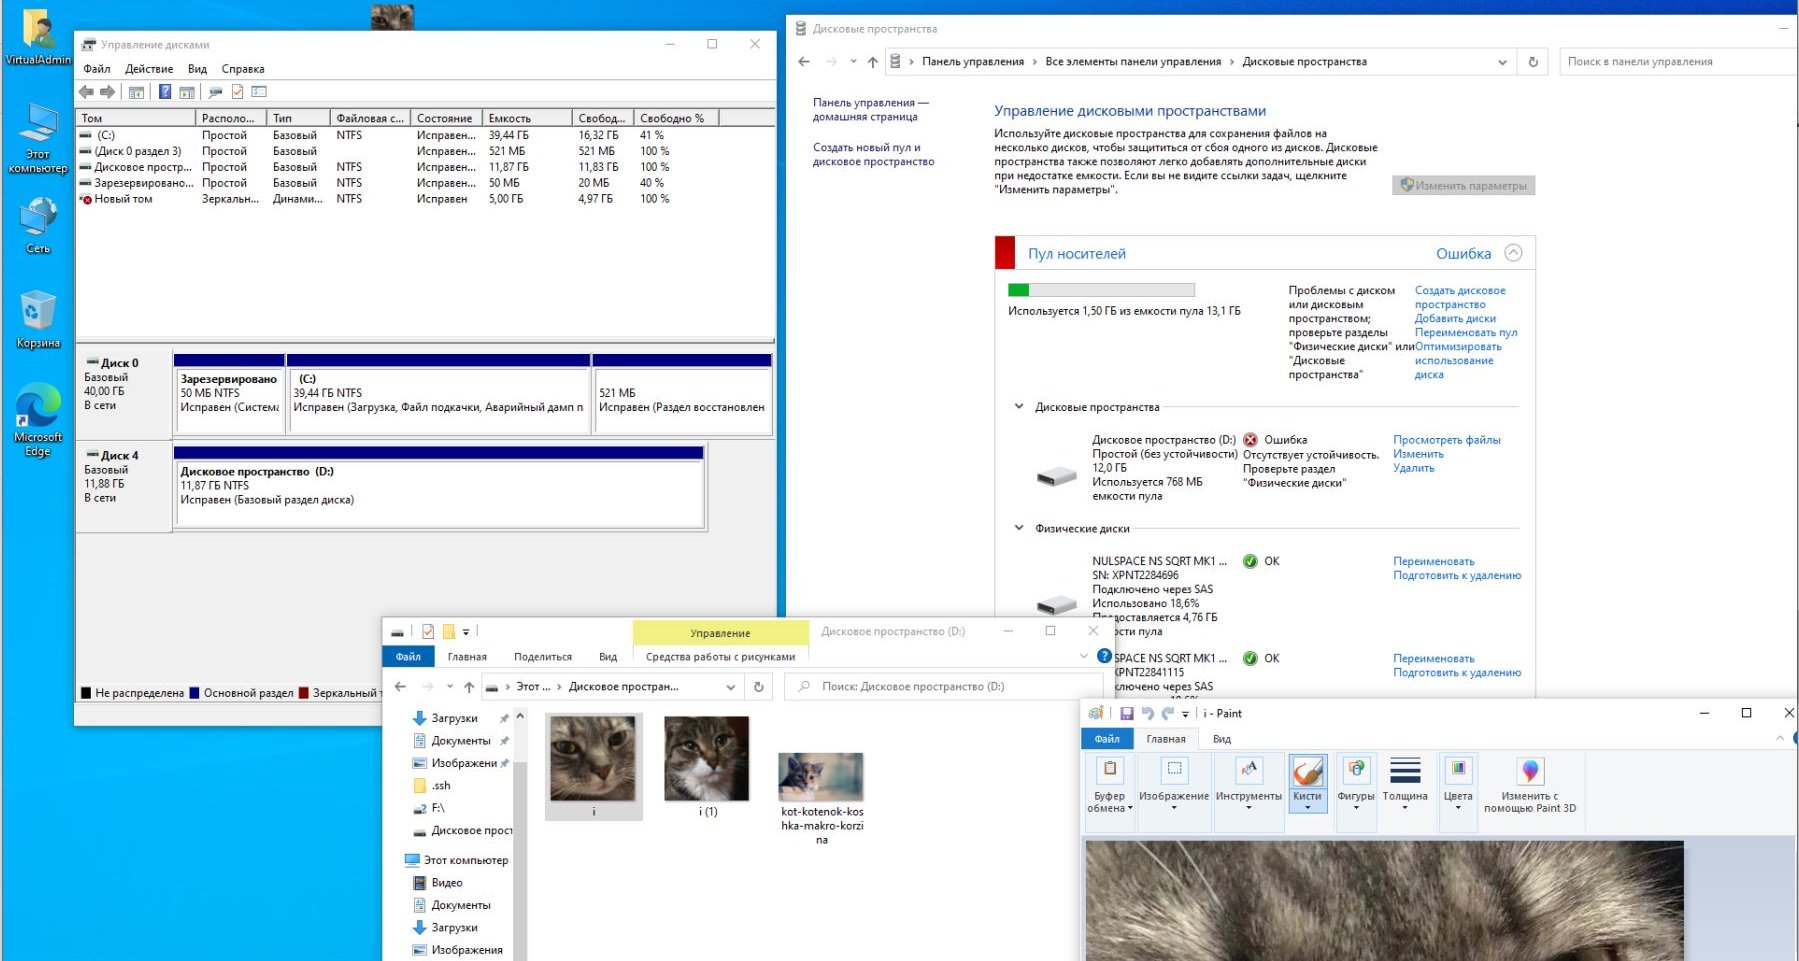 VirtualAdmin
Этот
компьютер
Сеть
Корзина
Microsoft
Edge
Управление дисками
Файл Действие Вид Справка
Том Располо... Тип Файловая с... Состояние Емкость Свобод... Свободно %
(C:) Простой Базовый NTFS Исправен... 39,44 ГБ 16,32 ГБ 41 %
(Диск 0 раздел 3) Простой Базовый Исправен... 521 МБ 521 МБ 100 %
Дисковое простр... Простой Базовый NTFS Исправен... 11,87 ГБ 11,83 ГБ 100 %
Зарезервировано... Простой Базовый NTFS Исправен... 50 МБ 20 МБ 40 %
Новый том Зеркальн... Динами... NTFS Исправен 5,00 ГБ 4,97 ГБ 100 %
Диск 0
Базовый
40,00 ГБ
В сети
Зарезервировано
50 МБ NTFS
Исправен (Система
(C:)
39,44 ГБ NTFS
Исправен (Загрузка, Файл подкачки, Аварийный дамп п
521 МБ
Исправен (Раздел восстановлен
Диск 4
Базовый
11,88 ГБ
В сети
Дисковое пространство (D:)
11,87 ГБ NTFS
Исправен (Базовый раздел диска)
Не распределена Основной раздел Зеркальный т
Дисковые пространства
Панель управления Все элементы панели управления Дисковые пространства
Поиск в панели управления
Панель управления —
домашняя страница
Создать новый пул и
дисковое пространство
Управление дисковыми пространствами
Используйте дисковые пространства для сохранения файлов на
несколько дисков, чтобы защититься от сбоя одного из дисков. Дисковые
пространства также позволяют легко добавлять дополнительные диски
при недостатке емкости. Если вы не видите ссылки задач, щелкните
"Изменить параметры".
Изменить параметры
Пул носителей Ошибка
Используется 1,50 ГБ из емкости пула 13,1 ГБ
Проблемы с диском
или дисковым
пространством;
проверьте разделы
"Физические диски" или
"Дисковые
пространства"
Создать дисковое
пространство
Добавить диски
Переименовать пул
Оптимизировать
использование
диска
Дисковые пространства
Дисковое пространство (D:)
Простой (без устойчивости)
12,0 ГБ
Используется 768 МБ
емкости пула
Ошибка
Отсутствует устойчивость.
Проверьте раздел
"Физические диски"
Просмотреть файлы
Изменить
Удалить
Физические диски
NULSPACE NS SQRT MK1 ... OK
SN: XPNT2284696
Подключено через SAS
Использовано 18,6%
Предоставляется 4,76 ГБ
ости пула
Переименовать
Подготовить к удалению
SPACE NS SQRT MK1 ... OK
XPNT22841115
ключено через SAS
Переименовать
Подготовить к удалению
Управление Дисковое пространство (D:)
Файл Главная Поделиться Вид Средства работы с рисунками
Этот ... Дисковое простран... Поиск: Дисковое пространство (D:)
Загрузки
Документы
Изображени
.ssh
F:\
Дисковое прост
Этот компьютер
Видео
Документы
Загрузки
Изображения
i
i (1)
kot-kotenok-kos
hka-makro-korzi
na
i - Paint
Файл Главная Вид
Буфер
обмена
Изображение
Инструменты
Кисти
Фигуры
Толщина
Цвета
Изменить с
помощью Paint 3D